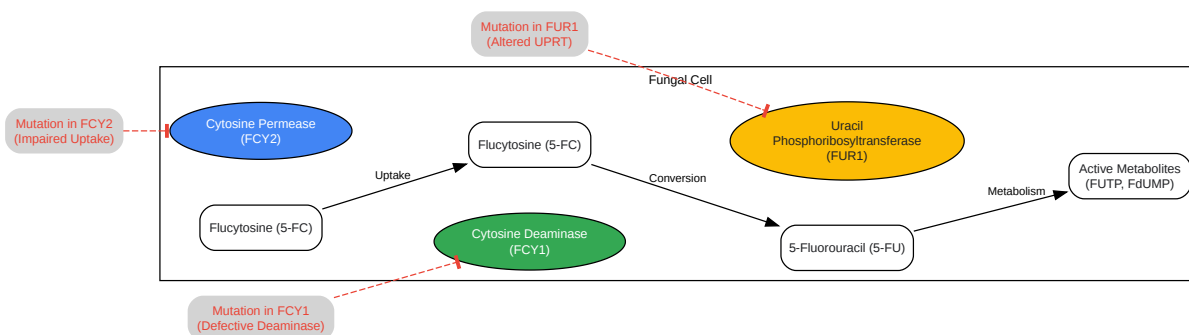 Mutation in FUR1
(Altered UPRT)
Fungal Cell
Mutation in FCY2
(Impaired Uptake)
Cytosine Permease
(FCY2)
Flucytosine (5-FC)
Uracil
Phosphoribosyltransferase
(FUR1)
Uptake
Conversion
Metabolism
Active Metabolites
(FUTP, FdUMP)
Flucytosine (5-FC)
Cytosine Deaminase
(FCY1)
5-Fluorouracil (5-FU)
Mutation in FCY1
(Defective Deaminase)